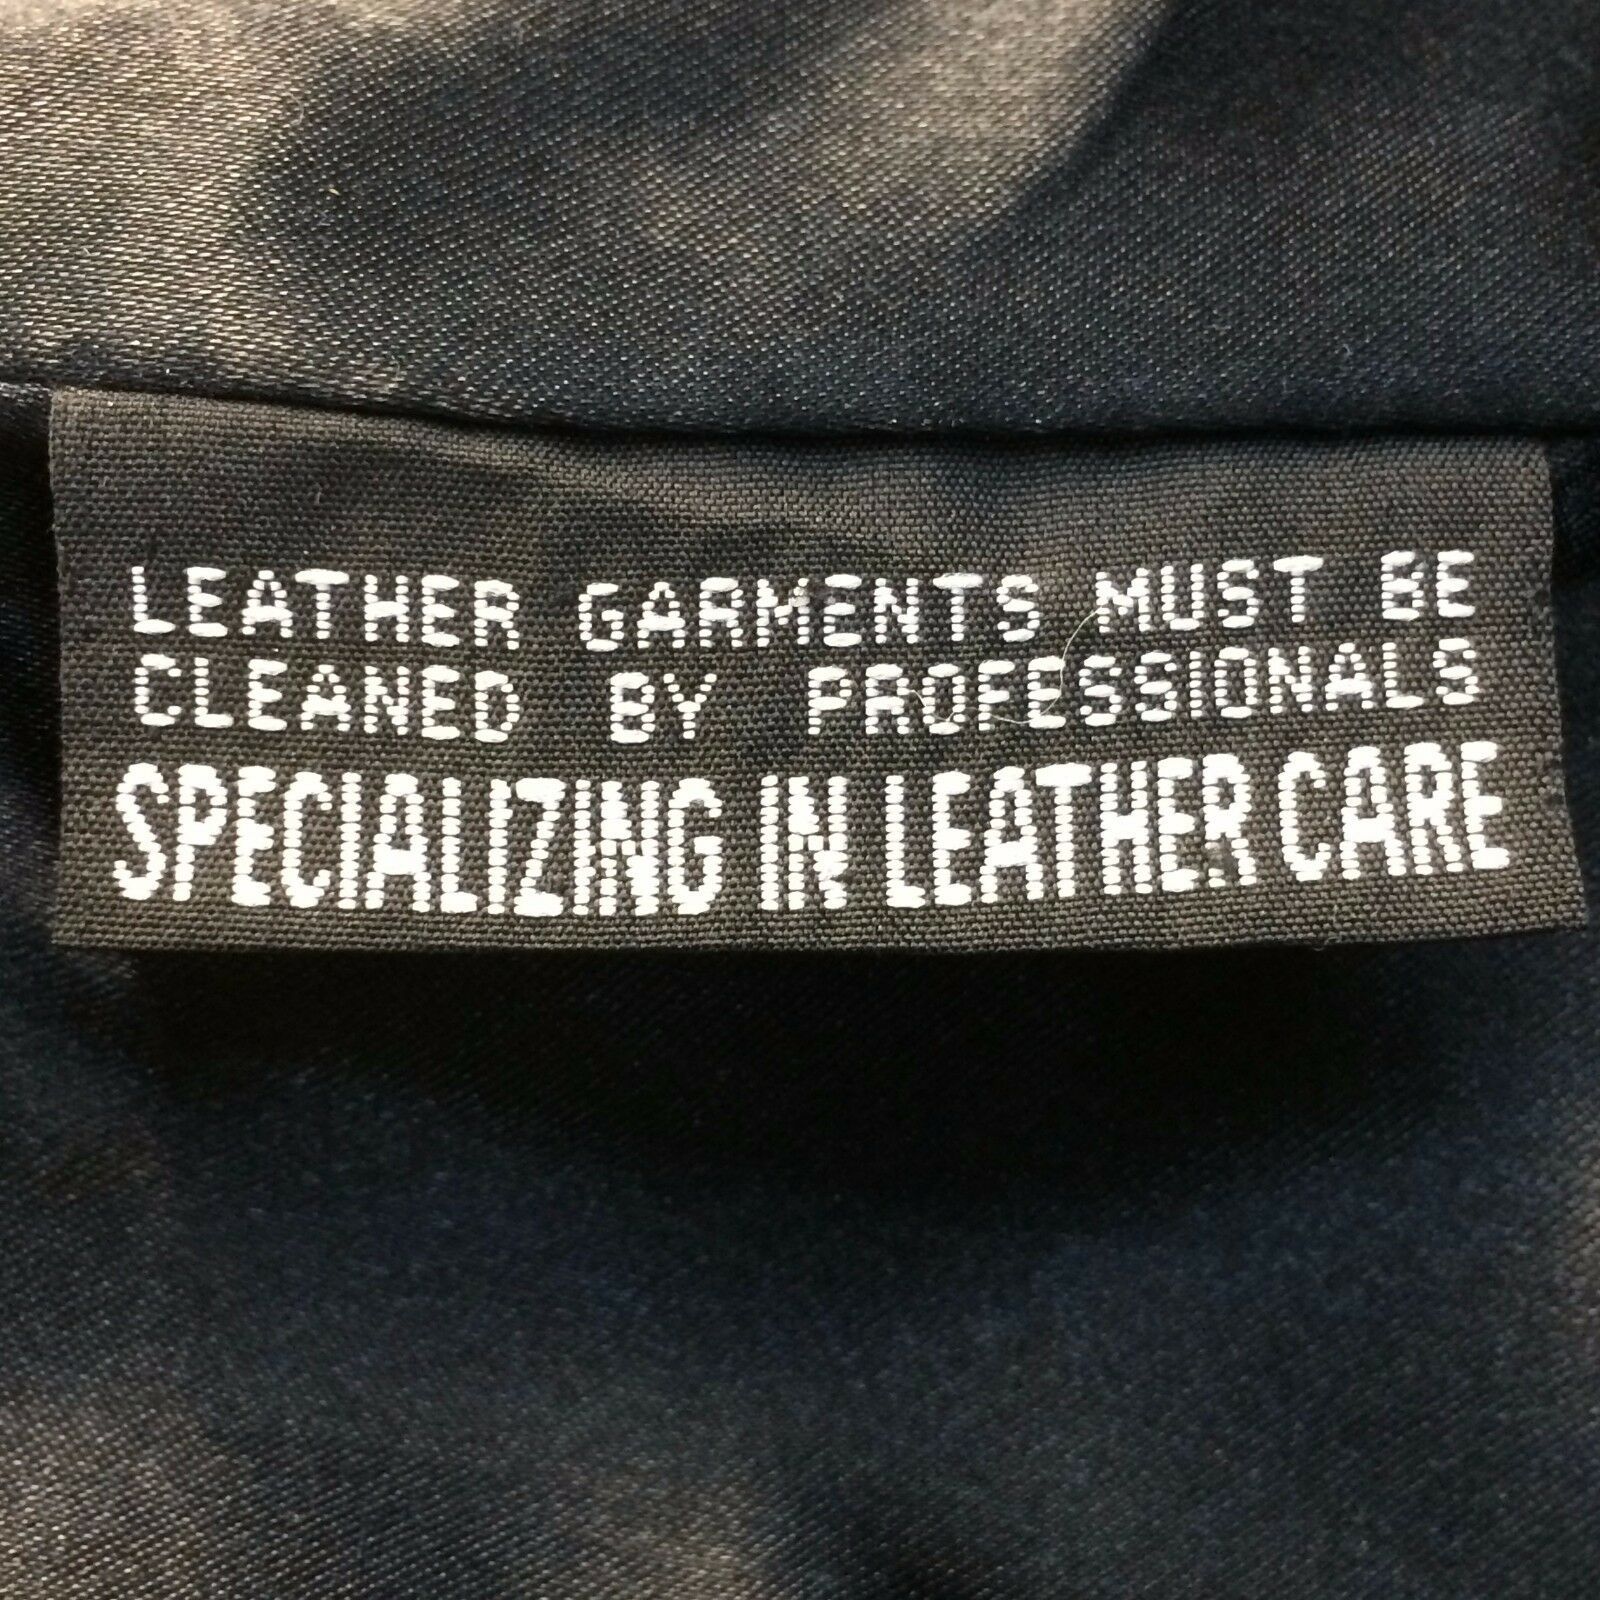 LEATHER GARMENTS MUST BE
CLEANED BY PROFESSIONALS
SPECIALIZING IN LEATHER CARE